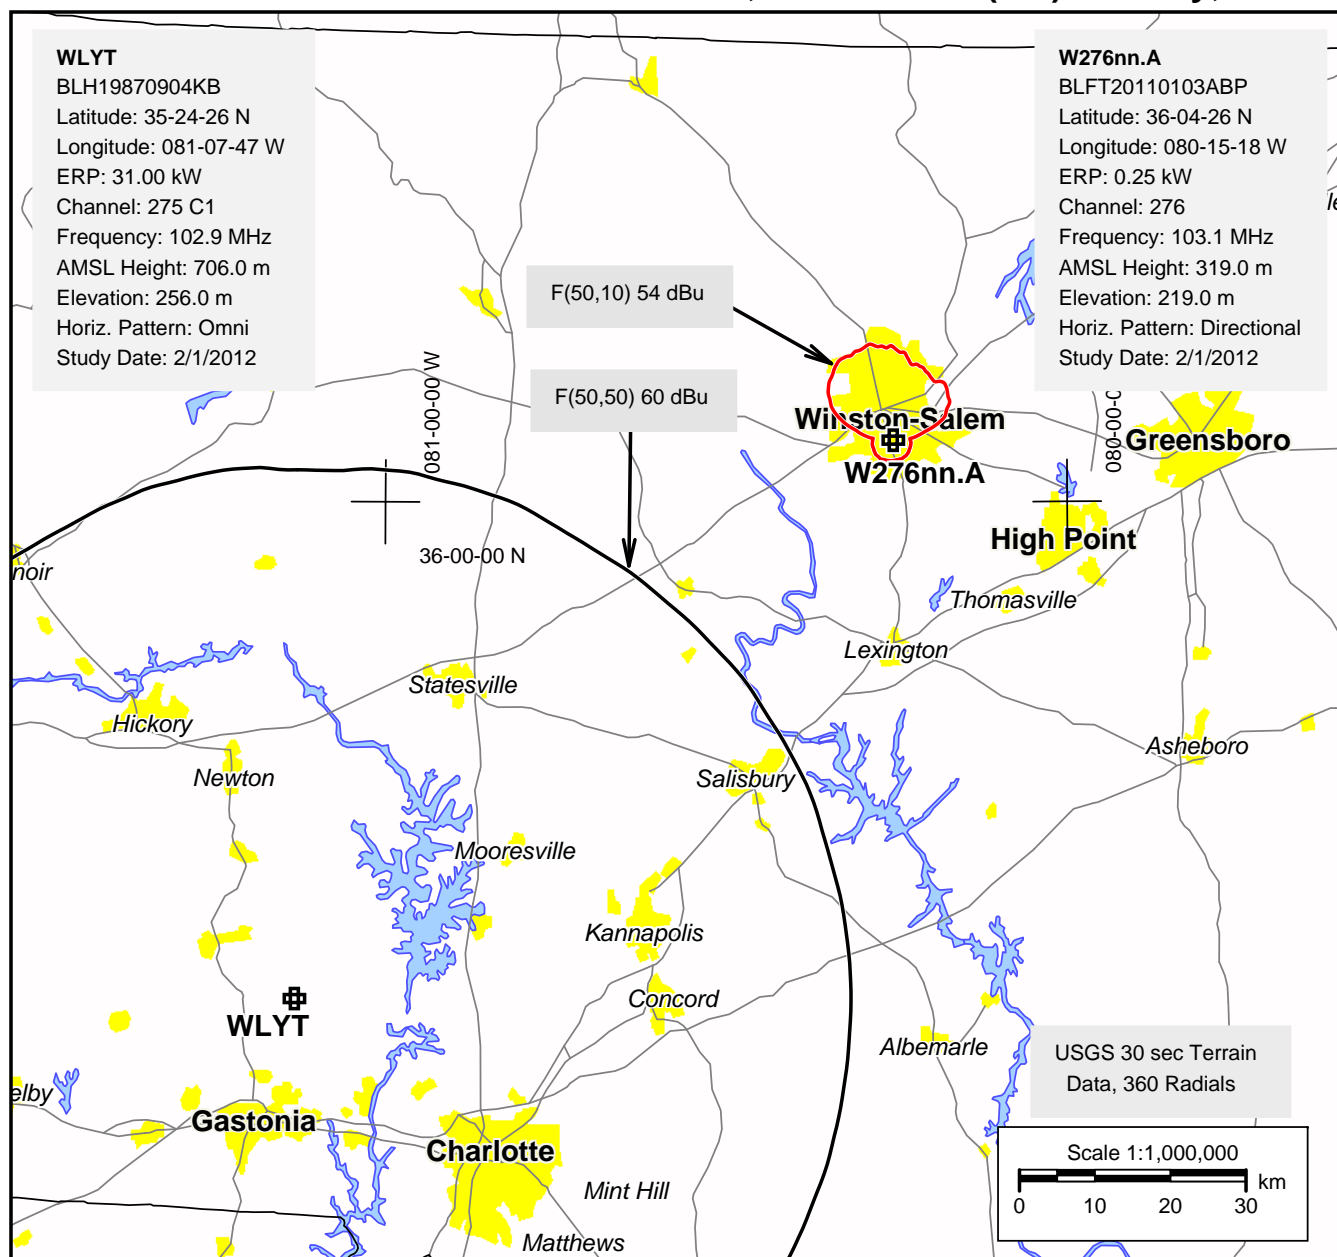 WLYT
BLH19870904KB
Latitude: 35-24-26 N
Longitude: 081-07-47 W
ERP: 31.00 kW
Channel: 275 C1
Frequency: 102.9 MHz
AMSL Height: 706.0 m
Elevation: 256.0 m
Horiz. Pattern: Omni
Study Date: 2/1/2012
W276nn.A
BLFT20110103ABP
Latitude: 36-04-26 N
Longitude: 080-15-18 W
ERP: 0.25 kW
Channel: 276
Frequency: 103.1 MHz
AMSL Height: 319.0 m
Elevation: 219.0 m
Horiz. Pattern: Directional
Study Date: 2/1/2012
F(50,10) 54 dBu
F(50,50) 60 dBu
081-00-00 W
080-00-0
Winston-Salem
Greensboro
W276nn.A
High Point
36-00-00 N
noir
Thomasville
Lexington
Statesville
Hickory
Asheboro
Newton
Salisbury
Mooresville
Kannapolis
Concord
WLYT
Albemarle
USGS 30 sec Terrain
Data, 360 Radials
elby
Gastonia
Charlotte
Mint Hill
Matthews
Scale 1:1,000,000
km
0 10 20 30